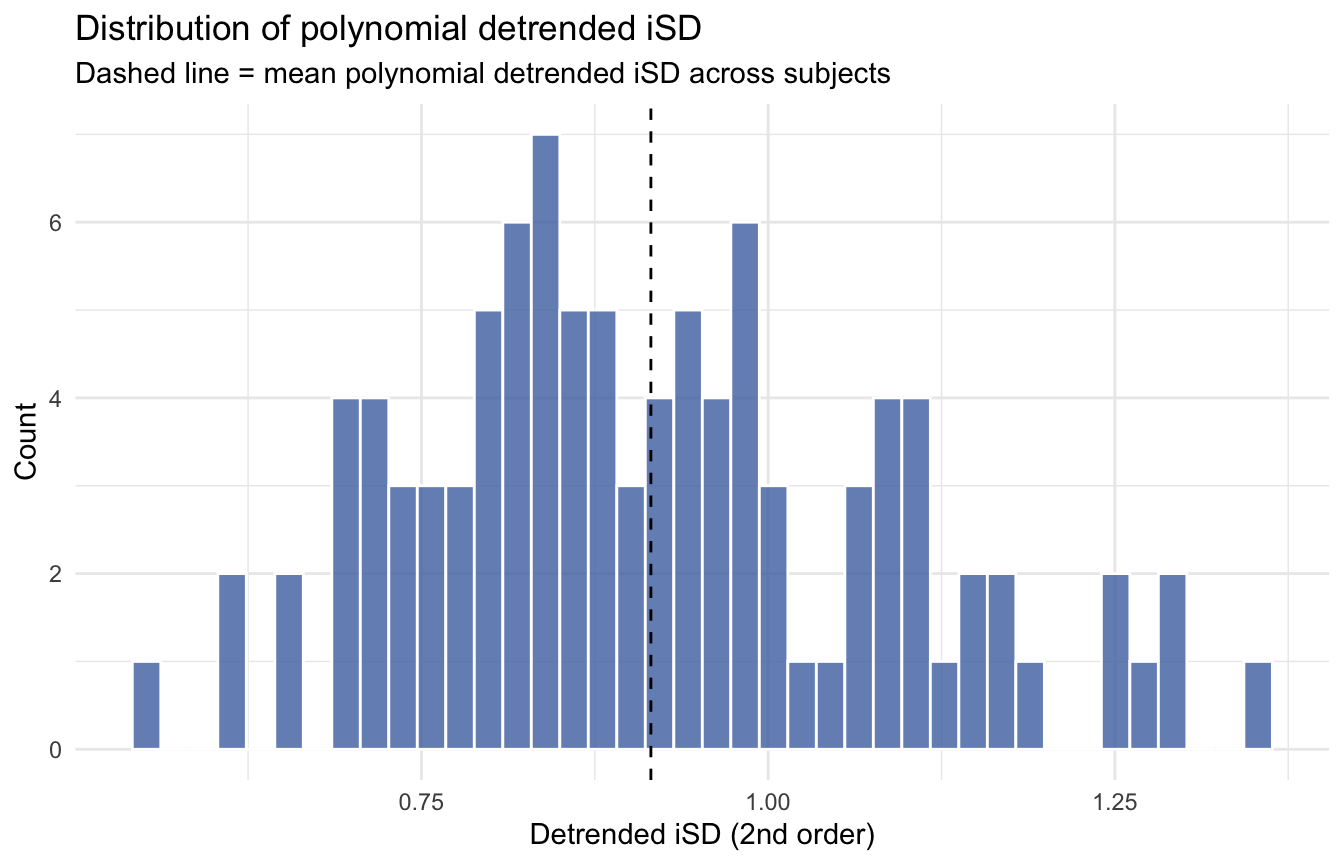 Distribution of polynomial detrended iSD
Dashed line = mean polynomial detrended iSD across subjects
Count
6
4
2
0
0.75 1.00 1.25
Detrended iSD (2nd order)